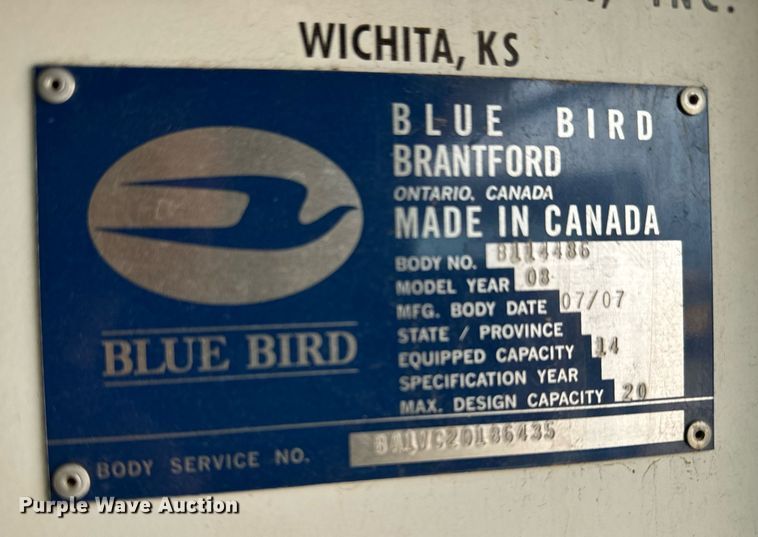 INC.
WICHITA, KS
BLUE BIRD
BRANTFORD
ONTARIO, CANADA
MADE IN CANADA
BODY NO. B114486
MODEL YEAR 08
MFG. BODY DATE 07/07
STATE / PROVINCE
EQUIPPED CAPACITY 14
SPECIFICATION YEAR
MAX. DESIGN CAPACITY 20
BLUE BIRD
BODY SERVICE NO.
Purple Wave Auction